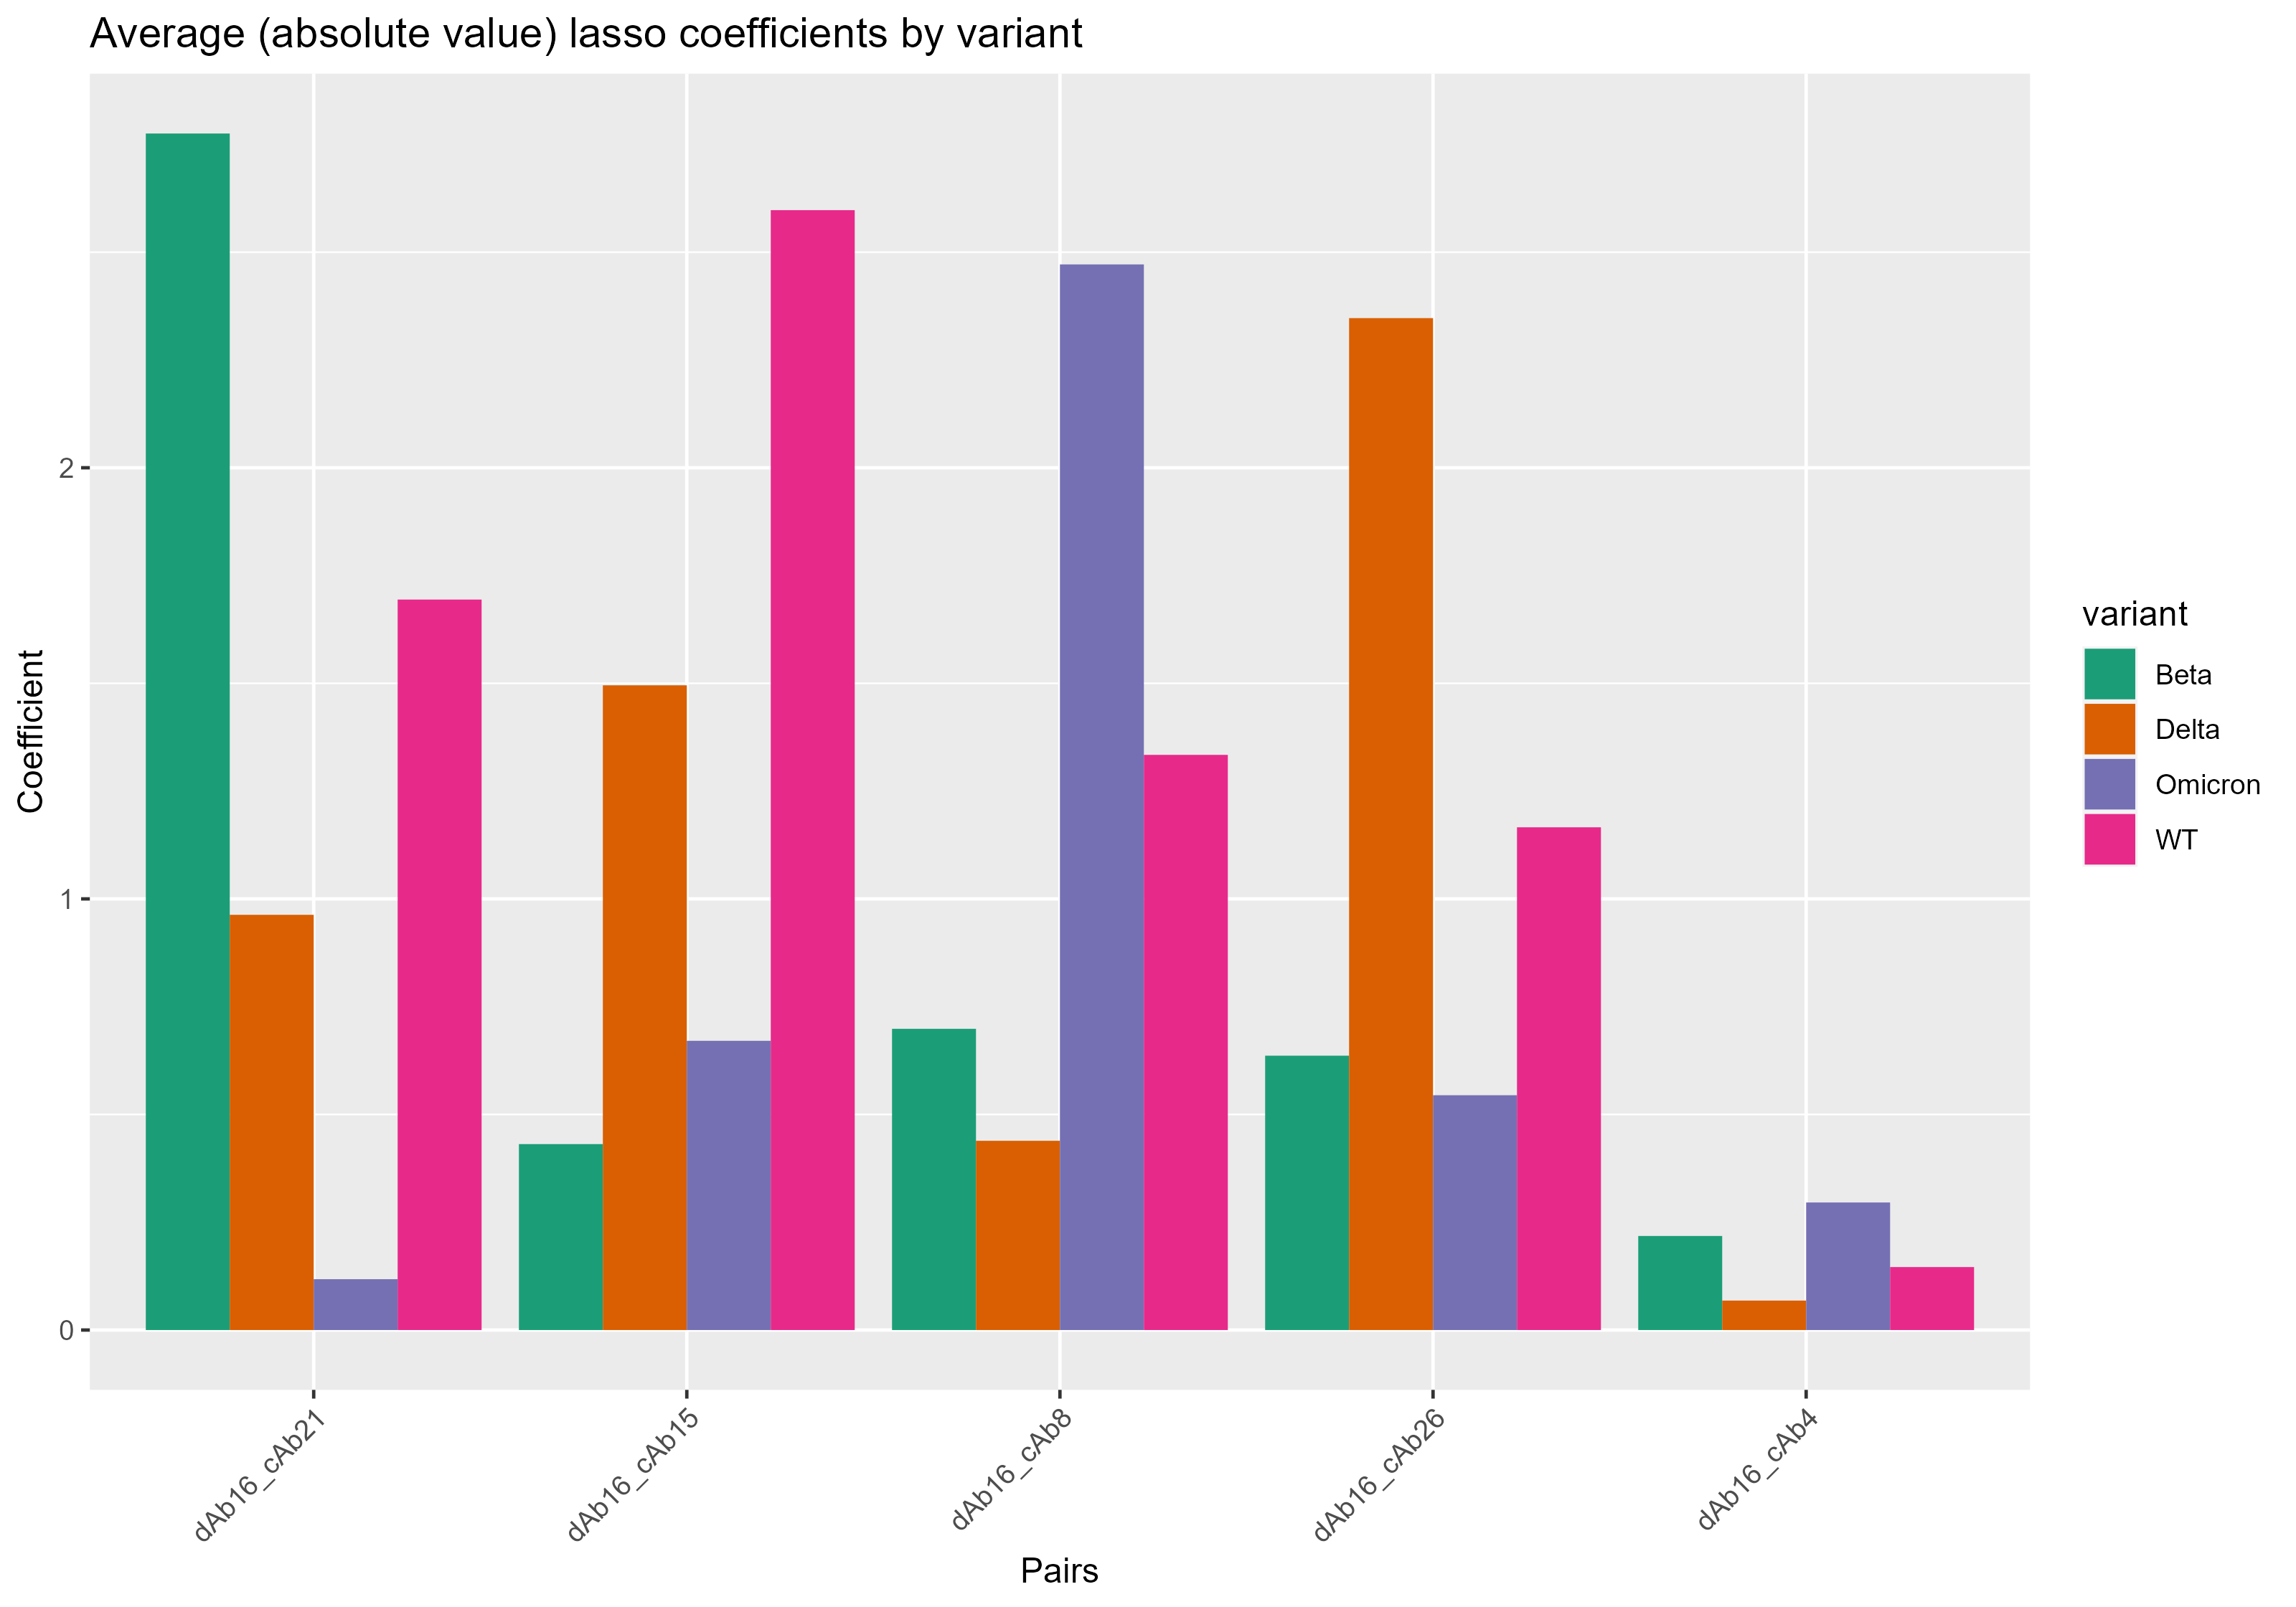 Average (absolute value) lasso coefficients by variant
Coefficient
2
1
0
dAb16_cAb21
dAb16_cAb15
dAb16_cAb8
dAb16_cAb26
dAb16_cAb4
Pairs
variant
Beta
Delta
Omicron
WT